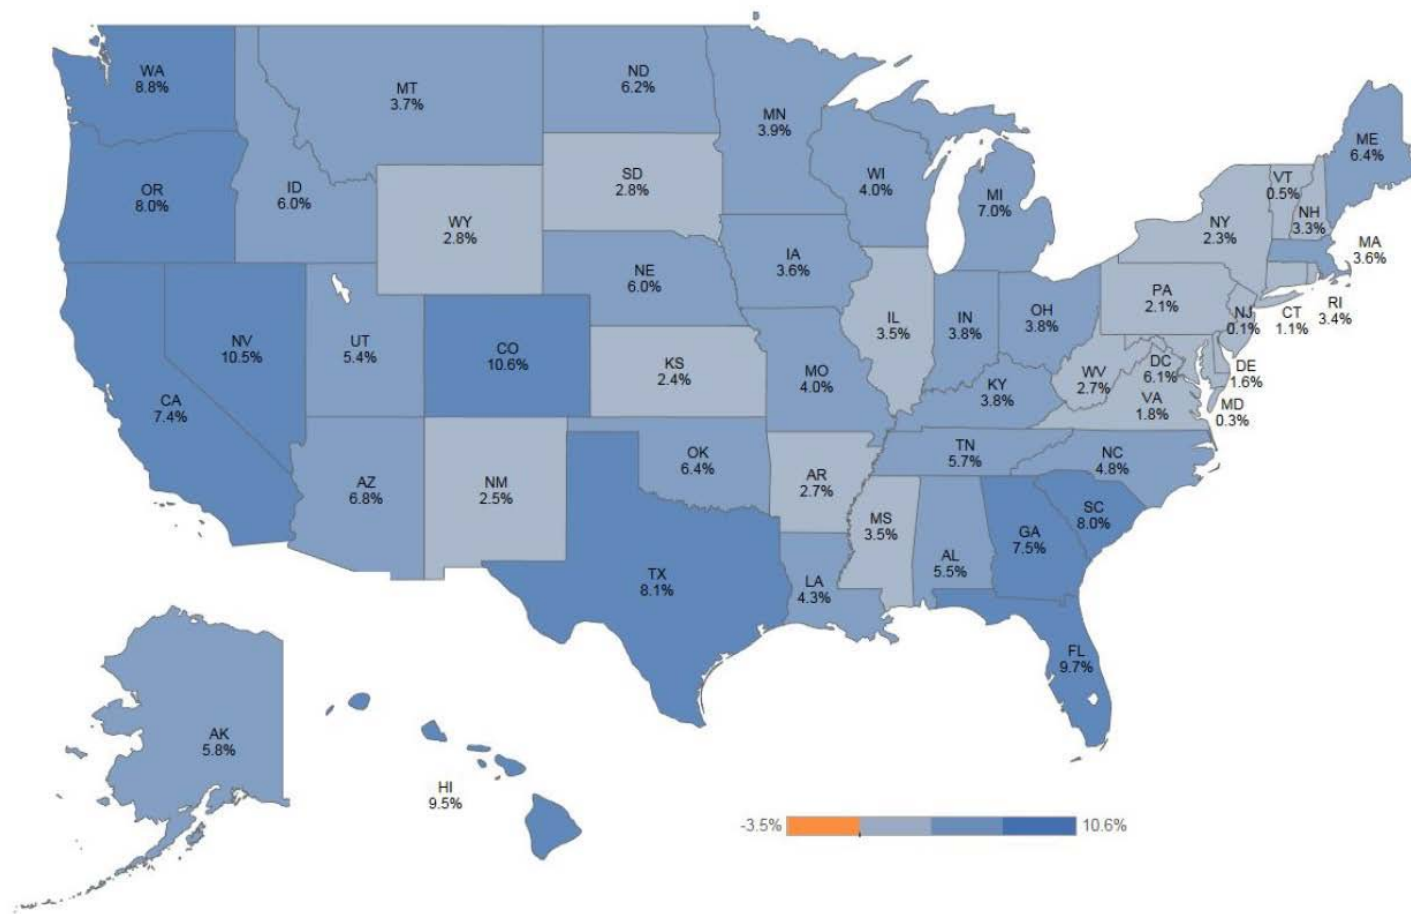 WA
8.8%
MT
3.7%
ND
6.2%
MN
3.9%
ME
6.4%
OR
8.0%
ID
6.0%
SD
2.8%
WI
4.0%
MI
7.0%
VT
0.5%
NH
3.3%
WY
2.8%
NY
2.3%
MA
3.6%
IA
3.6%
NE
6.0%
PA
2.1%
RI
3.4%
NJ
0.1%
CT
1.1%
NV
10.5%
UT
5.4%
CO
10.6%
IL
3.5%
IN
3.8%
OH
3.8%
KS
2.4%
MO
4.0%
WV
2.7%
DC
6.1%
DE
1.6%
CA
7.4%
KY
3.8%
VA
1.8%
MD
0.3%
TN
5.7%
NC
4.8%
AZ
6.8%
NM
2.5%
OK
6.4%
AR
2.7%
MS
3.5%
AL
5.5%
GA
7.5%
SC
8.0%
TX
8.1%
LA
4.3%
FL
9.7%
AK
5.8%
HI
9.5%
-3.5%
10.6%